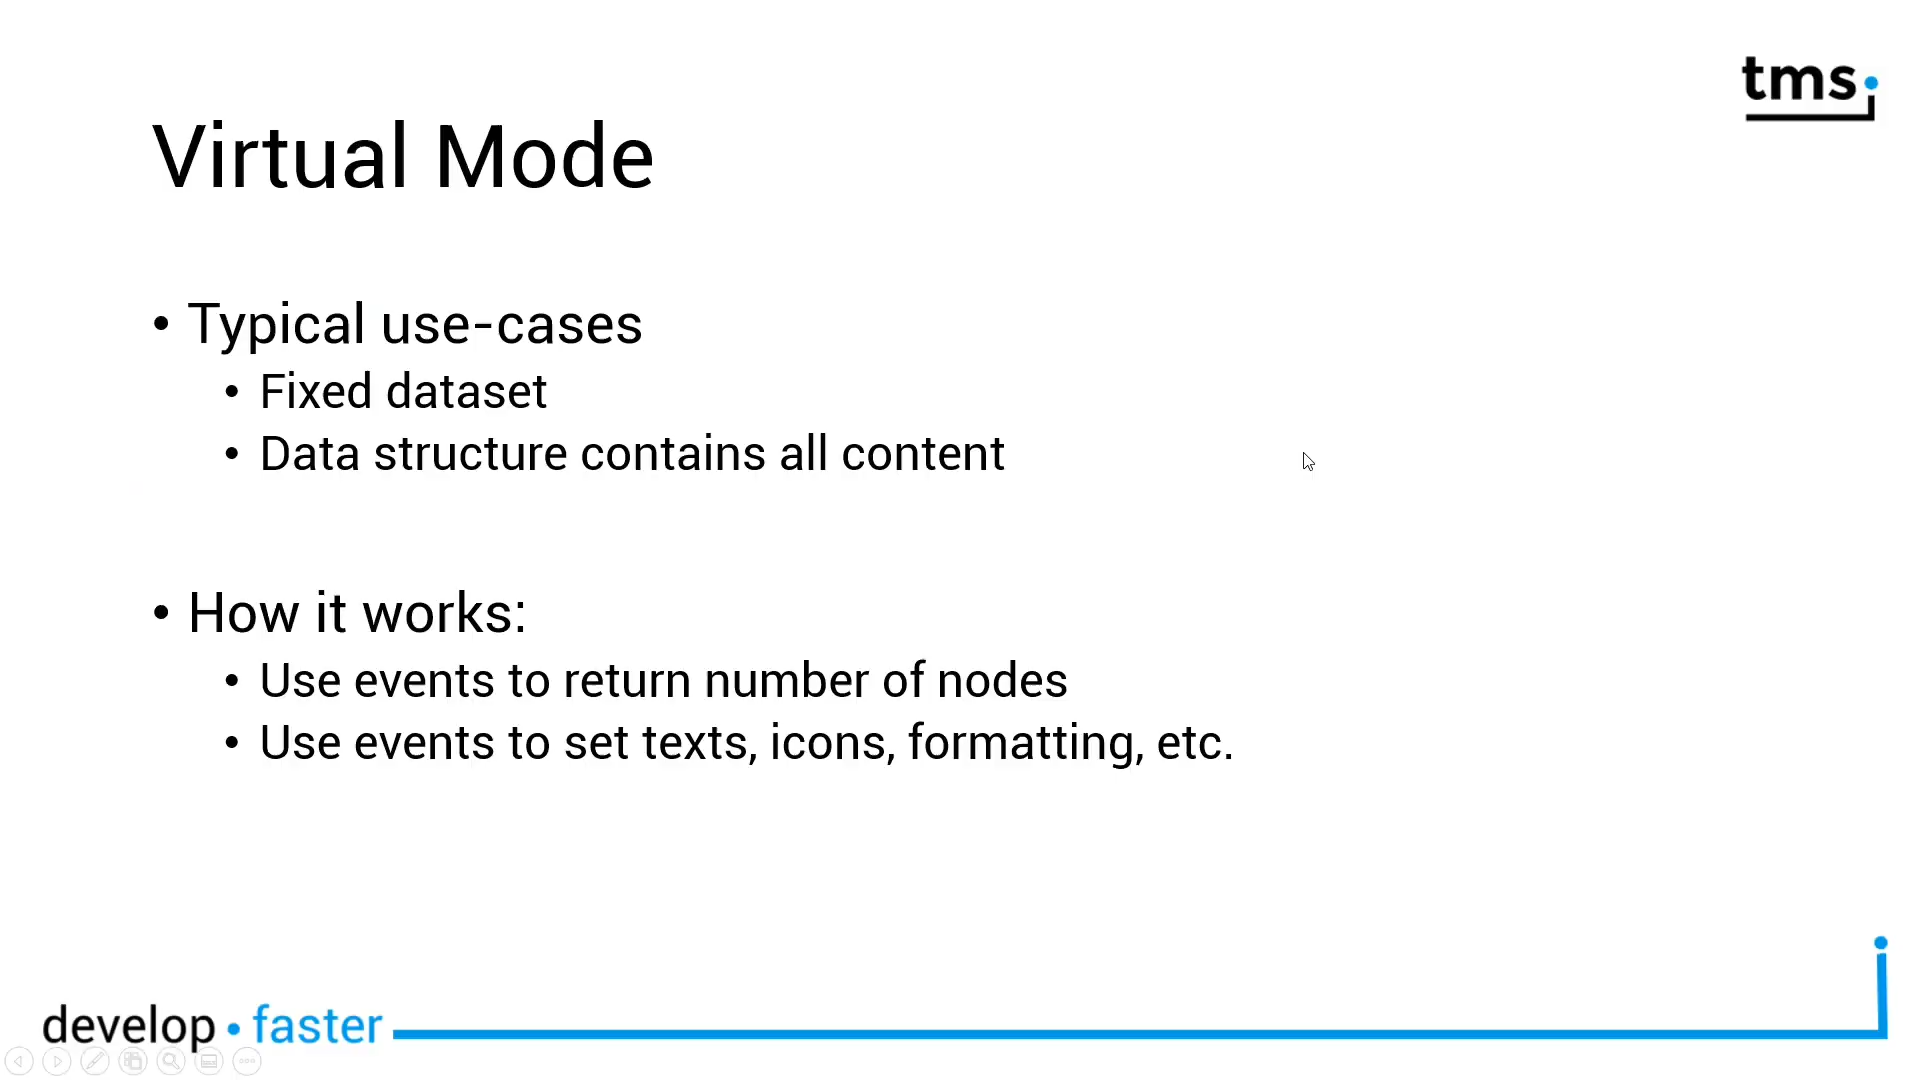 tms
Virtual Mode
• Typical use-cases
• Fixed dataset
• Data structure contains all content
• How it works:
• Use events to return number of nodes
• Use events to set texts, icons, formatting, etc.
develop • faster